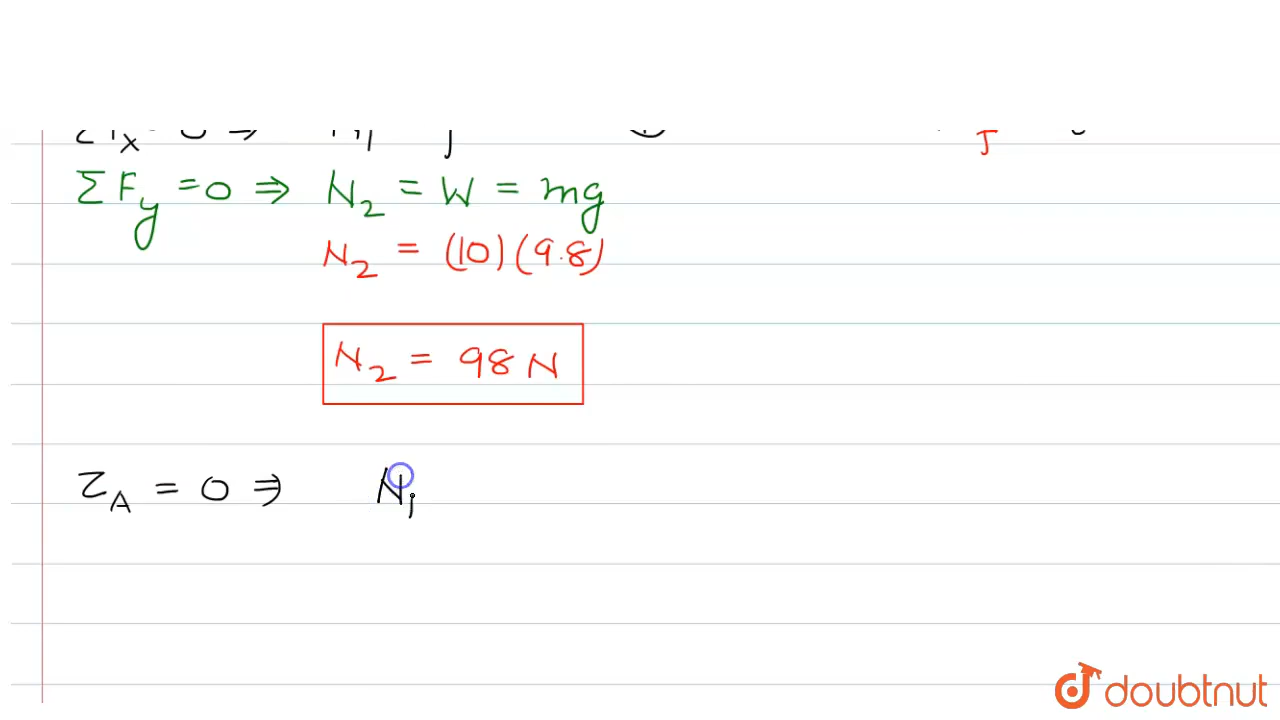 ΣF_y = 0 ⇒ N_2 = W = mg
N_2 = (10)(9.8)
N_2 = 98 N
τ_A = 0 ⇒ N_1
doubtnut